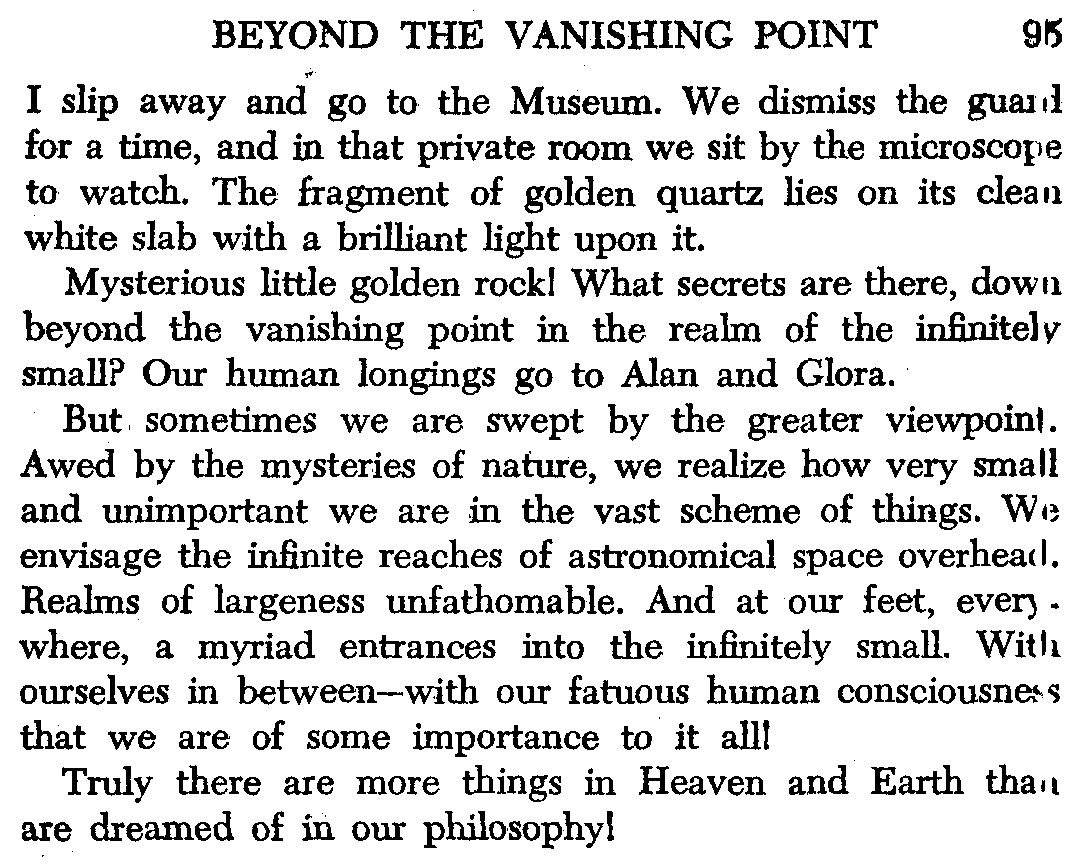 BEYOND THE VANISHING POINT 95
I slip away and go to the Museum. We dismiss the guard
for a time, and in that private room we sit by the microscope
to watch. The fragment of golden quartz lies on its clean
white slab with a brilliant light upon it.
Mysterious little golden rock! What secrets are there, down
beyond the vanishing point in the realm of the infinitely
small? Our human longings go to Alan and Glora.
But sometimes we are swept by the greater viewpoint.
Awed by the mysteries of nature, we realize how very small
and unimportant we are in the vast scheme of things. We
envisage the infinite reaches of astronomical space overhead.
Realms of largeness unfathomable. And at our feet, every-
where, a myriad entrances into the infinitely small. With
ourselves in between—with our fatuous human consciousness
that we are of some importance to it all!
Truly there are more things in Heaven and Earth than
are dreamed of in our philosophy!